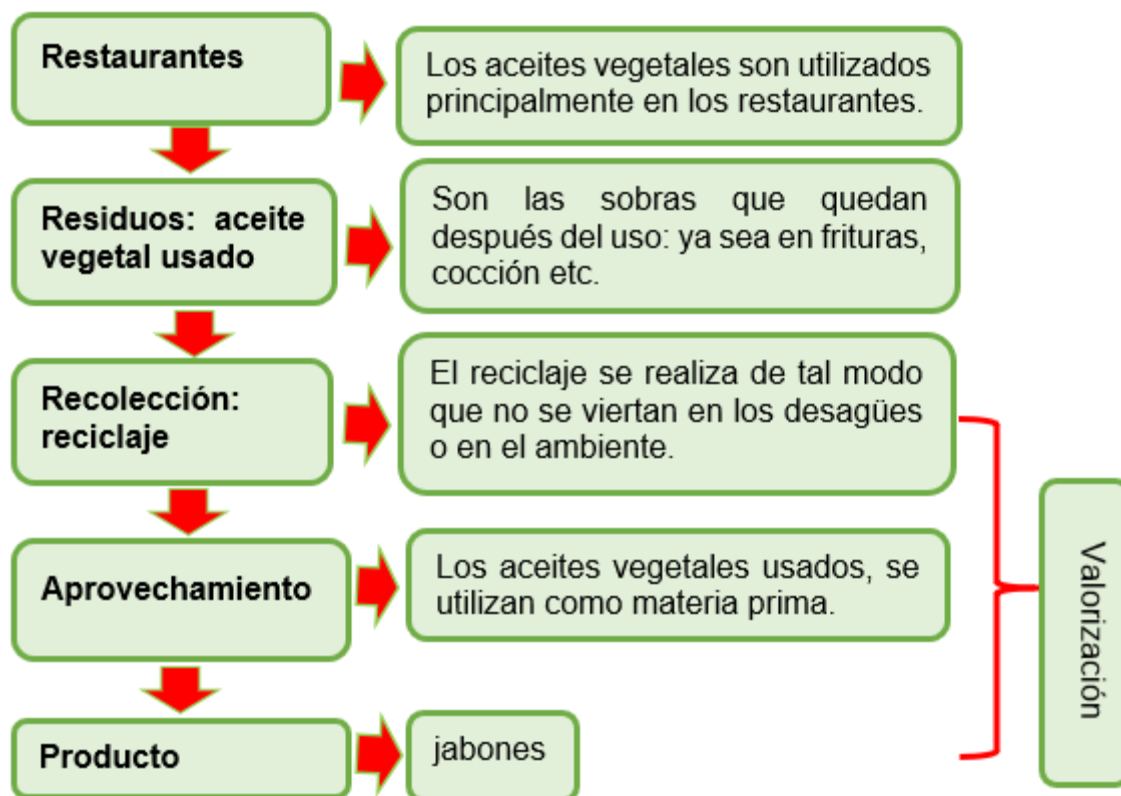 Restaurantes
Los aceites vegetales son utilizados
principalmente en los restaurantes.
Residuos: aceite
vegetal usado
Son las sobras que quedan
después del uso: ya sea en frituras,
cocción etc.
Recolección:
reciclaje
El reciclaje se realiza de tal modo
que no se viertan en los desagües
o en el ambiente.
Aprovechamiento
Los aceites vegetales usados, se
utilizan como materia prima.
Producto
jabones
Valorización